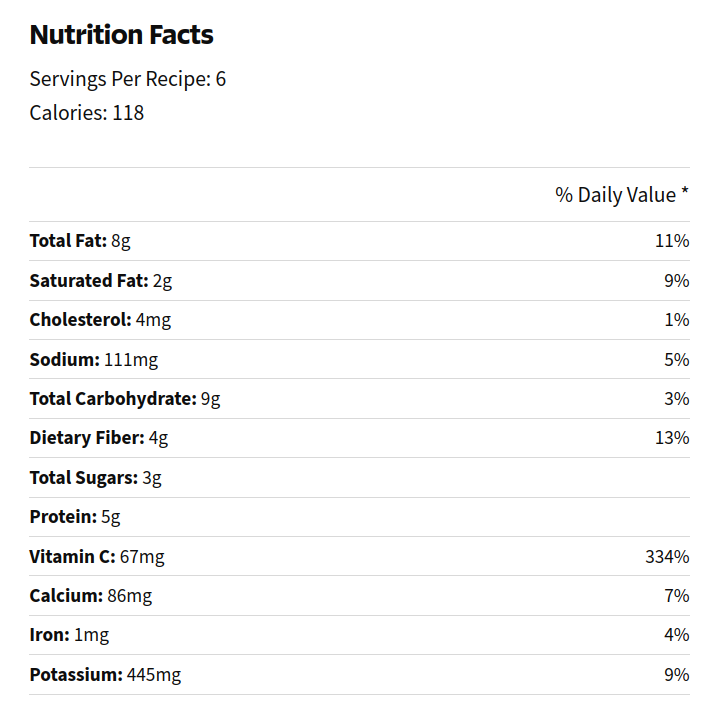 Nutrition Facts
Servings Per Recipe: 6
Calories: 118
% Daily Value *
Total Fat: 8g 11%
Saturated Fat: 2g 9%
Cholesterol: 4mg 1%
Sodium: 111mg 5%
Total Carbohydrate: 9g 3%
Dietary Fiber: 4g 13%
Total Sugars: 3g
Protein: 5g
Vitamin C: 67mg 334%
Calcium: 86mg 7%
Iron: 1mg 4%
Potassium: 445mg 9%